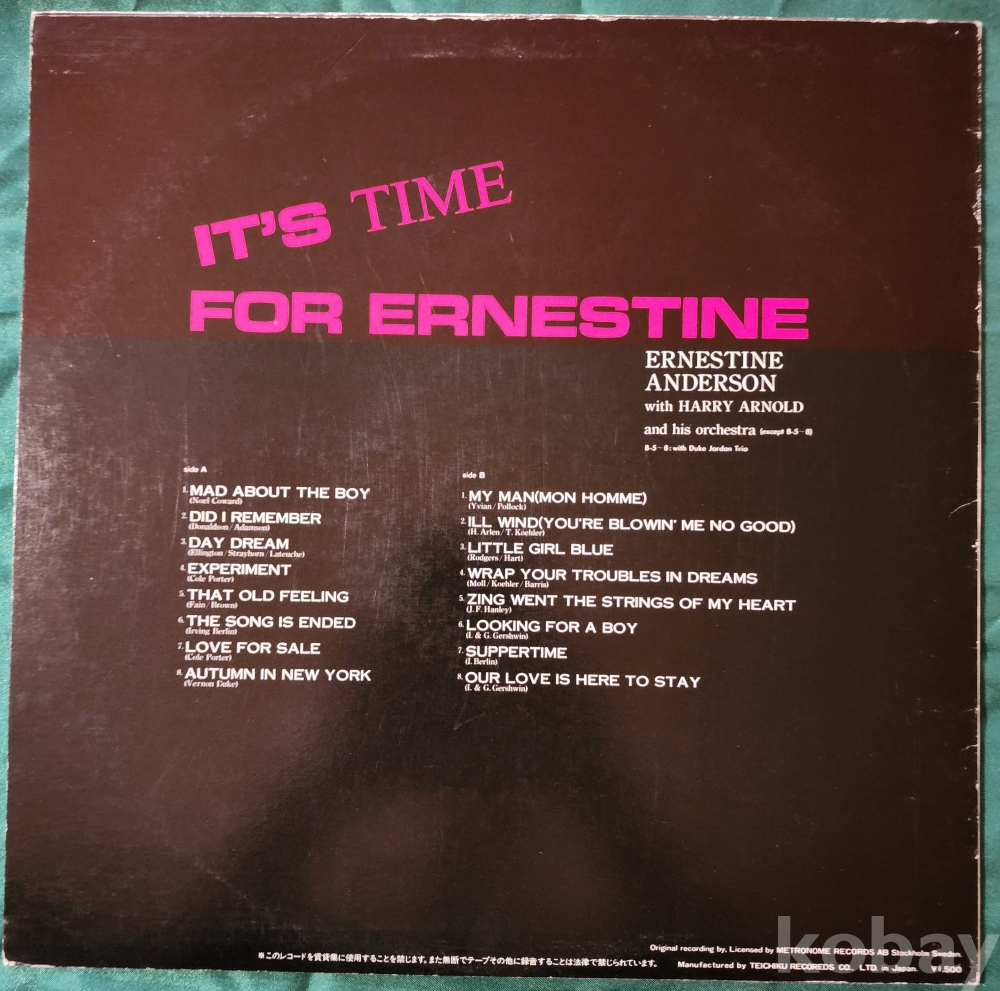 IT'S TIME
FOR ERNESTINE
ERNESTINE
ANDERSON
with HARRY ARNOLD
and his orchestra (except B-5~8)
B-5~8: with Duke Jordan Trio
side A
1. MAD ABOUT THE BOY
(Noel Coward)
2. DID I REMEMBER
(Donaldson/Adamson)
3. DAY DREAM
(Ellington/Strayhorn/Latouche)
4. EXPERIMENT
(Cole Porter)
5. THAT OLD FEELING
(Fain/Brown)
6. THE SONG IS ENDED
(Irving Berlin)
7. LOVE FOR SALE
(Cole Porter)
8. AUTUMN IN NEW YORK
(Vernon Duke)
side B
1. MY MAN(MON HOMME)
(Yvian/Pollock)
2. ILL WIND(YOU'RE BLOWIN' ME NO GOOD)
(H. Arlen/T. Koehler)
3. LITTLE GIRL BLUE
(Rodgers/Hart)
4. WRAP YOUR TROUBLES IN DREAMS
(Moll/Koehler/Barris)
5. ZING WENT THE STRINGS OF MY HEART
(J.F. Hanley)
6. LOOKING FOR A BOY
(I. & G. Gershwin)
7. SUPPERTIME
(I. Berlin)
8. OUR LOVE IS HERE TO STAY
(I. & G. Gershwin)
Original recording by, Licensed by METRONOME RECORDS AB Stockholm Sweden.
※このレコードを賃貸業に使用することを禁じます。また無断でテープその他に録音することは法律で禁じられています。
Manufactured by TEICHIKU RECOREDS CO., LTD. in Japan. ¥1,500
kobay